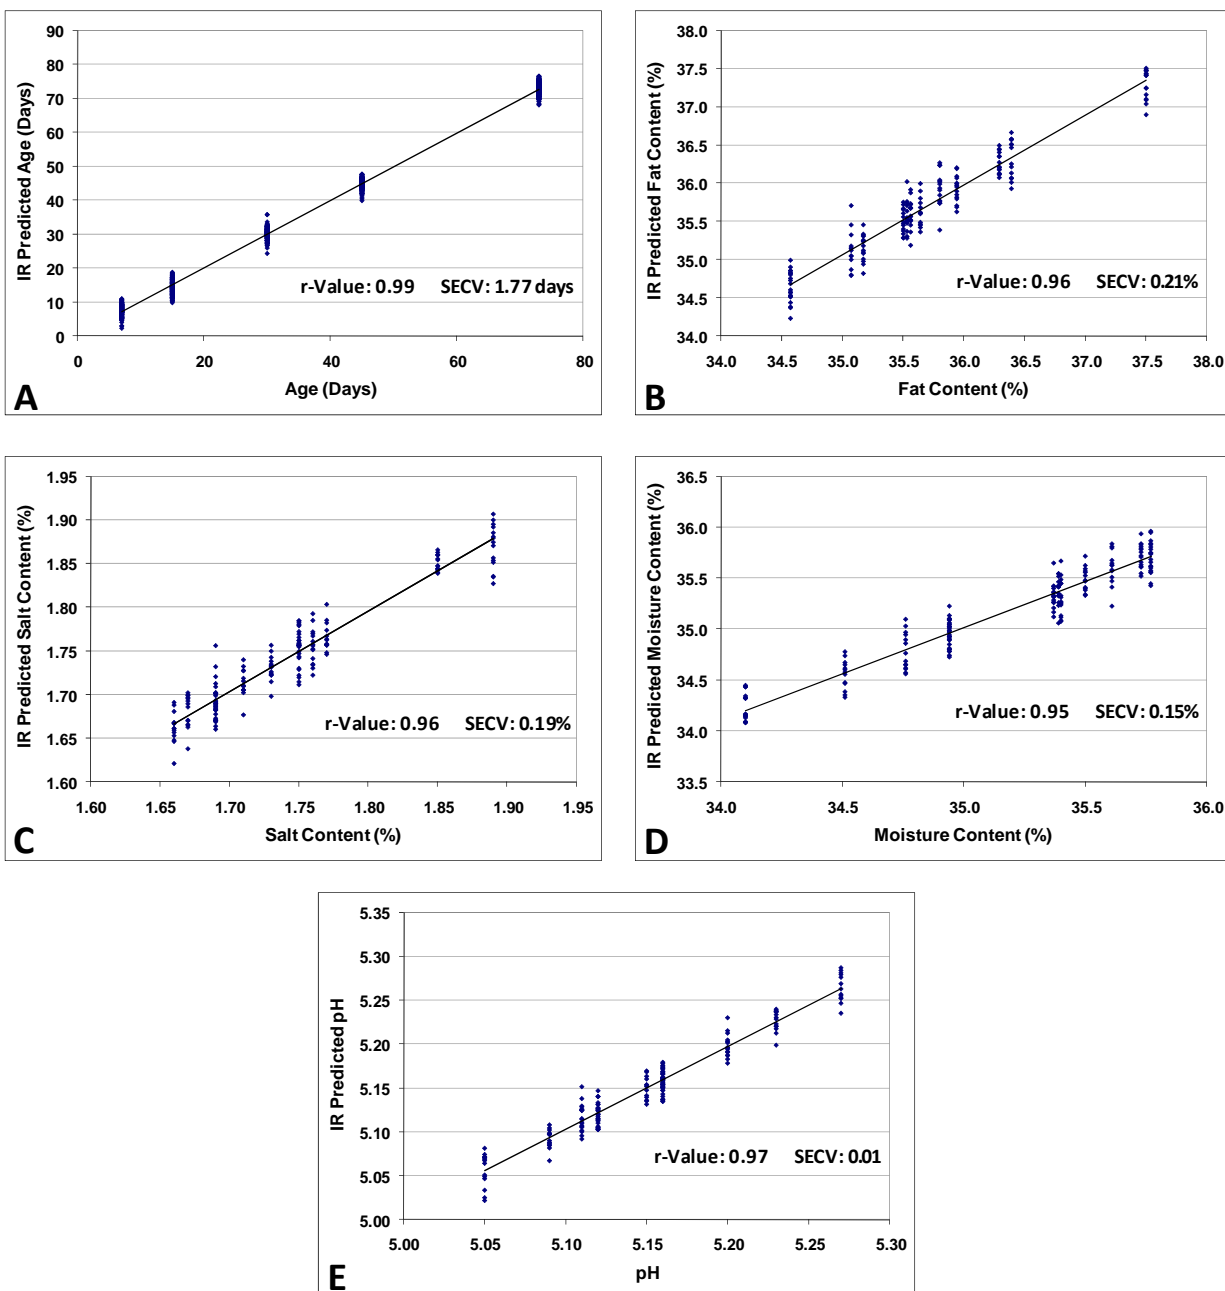 90
80
70
60
50
40
30
20
10
0
IR Predicted Age (Days)
r-Value: 0.99 SECV: 1.77 days
0 20 40 60 80
Age (Days)
A
38.0
37.5
37.0
36.5
36.0
35.5
35.0
34.5
34.0
IR Predicted Fat Content (%)
r-Value: 0.96 SECV: 0.21%
34.0 34.5 35.0 35.5 36.0 36.5 37.0 37.5 38.0
Fat Content (%)
B
1.95
1.90
1.85
1.80
1.75
1.70
1.65
1.60
IR Predicted Salt Content (%)
r-Value: 0.96 SECV: 0.19%
1.60 1.65 1.70 1.75 1.80 1.85 1.90 1.95
Salt Content (%)
C
36.5
36.0
35.5
35.0
34.5
34.0
33.5
IR Predicted Moisture Content (%)
r-Value: 0.95 SECV: 0.15%
34.0 34.5 35.0 35.5 36.0
Moisture Content (%)
D
5.35
5.30
5.25
5.20
5.15
5.10
5.05
5.00
IR Predicted pH
r-Value: 0.97 SECV: 0.01
5.00 5.05 5.10 5.15 5.20 5.25 5.30
pH
E